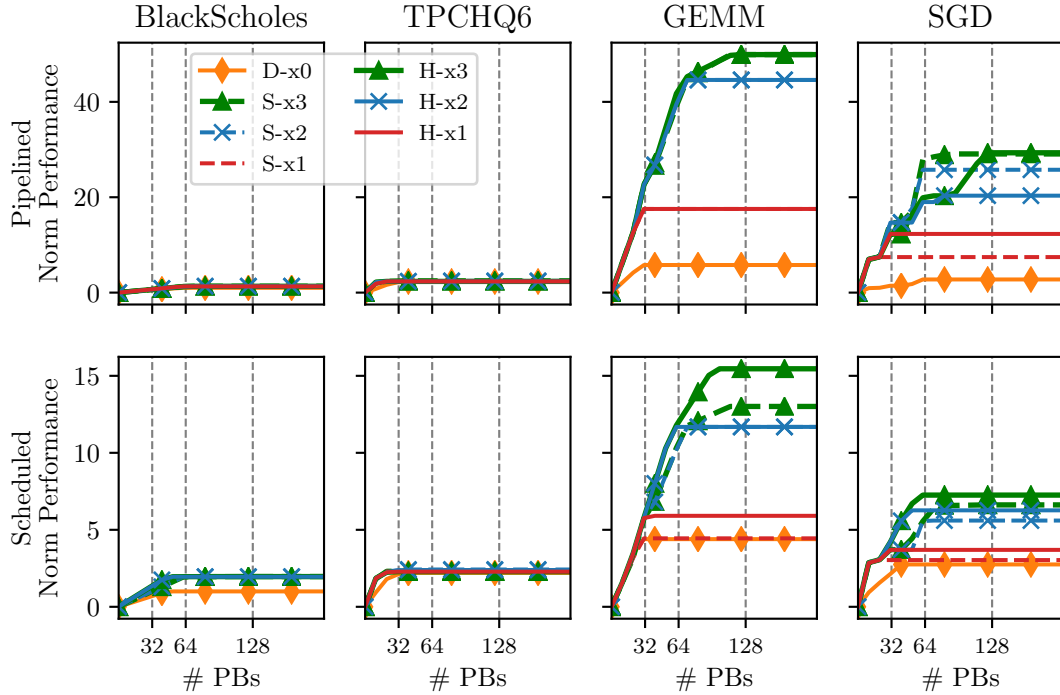 BlackScholes
TPCHQ6
GEMM
SGD
Pipelined
Norm Performance
40
20
0
D-x0
S-x3
S-x2
S-x1
H-x3
H-x2
H-x1
Scheduled
Norm Performance
15
10
5
0
32 64 128
32 64 128
32 64 128
32 64 128
# PBs
# PBs
# PBs
# PBs